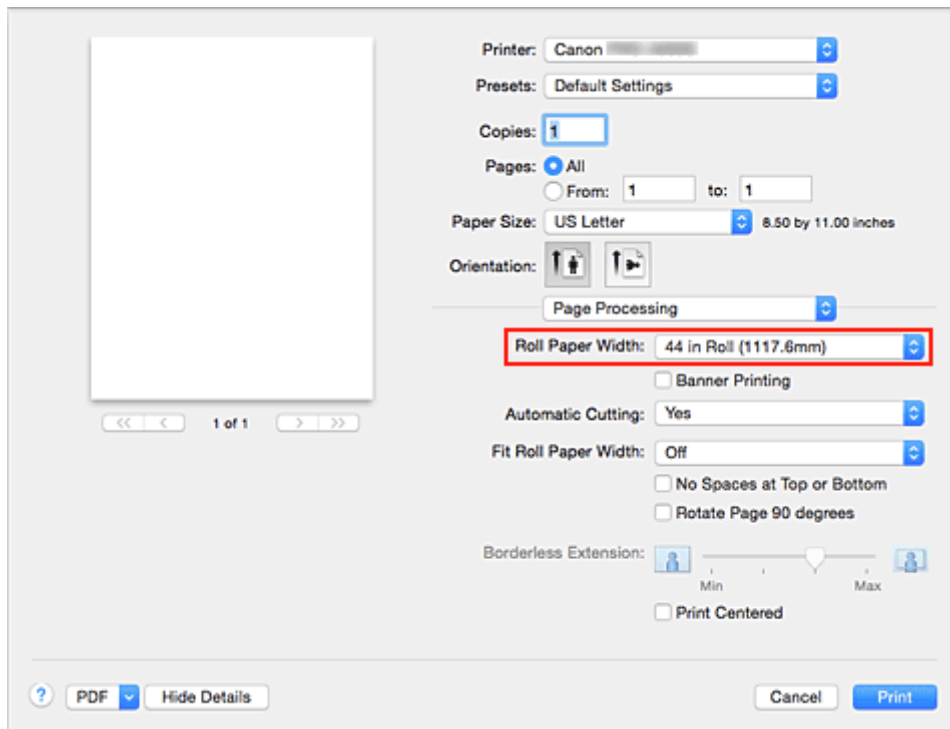 Printer: Canon
Presets: Default Settings
Copies: 1
Pages: All
From: 1 to: 1
Paper Size: US Letter 8.50 by 11.00 inches
Orientation:
Page Processing
Roll Paper Width: 44 in Roll (1117.6mm)
Banner Printing
1 of 1
Automatic Cutting: Yes
Fit Roll Paper Width: Off
No Spaces at Top or Bottom
Rotate Page 90 degrees
Borderless Extension:
Min Max
Print Centered
? PDF Hide Details Cancel Print